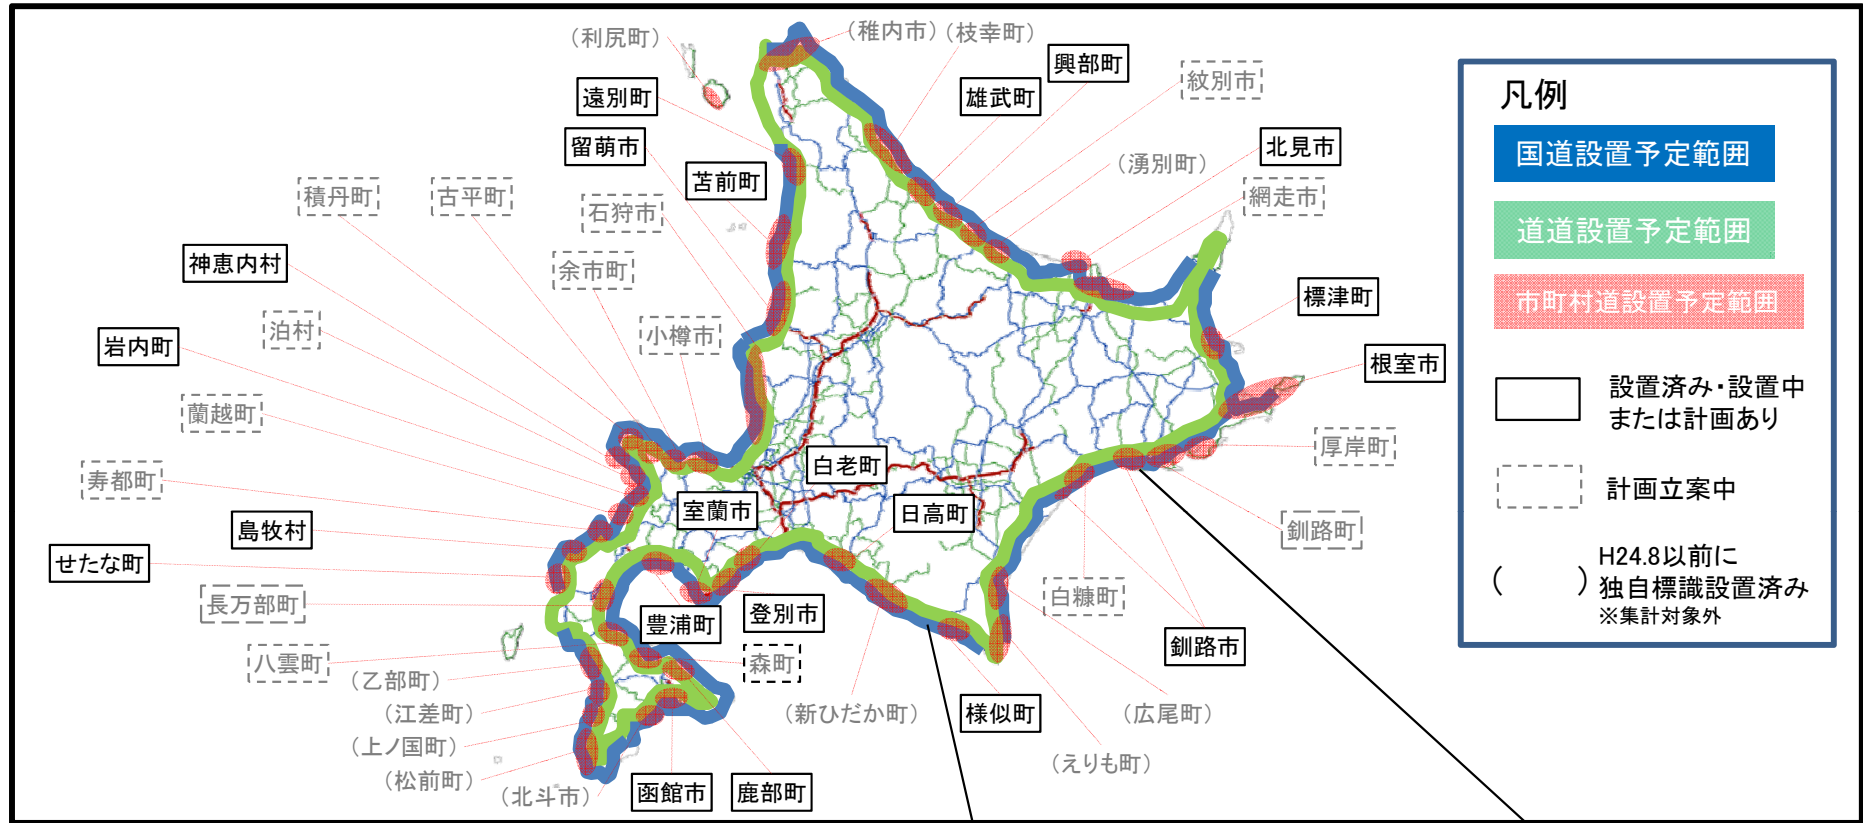 (利尻町)
(稚内市)
(枝幸町)
興部町
紋別市
遠別町
雄武町
留萌市
北見市
(湧別町)
苫前町
積丹町
古平町
石狩市
網走市
神恵内村
余市町
標津町
泊村
小樽市
岩内町
根室市
蘭越町
厚岸町
白老町
寿都町
室蘭市
日高町
島牧村
釧路町
せたな町
長万部町
白糠町
豊浦町
登別市
釧路市
八雲町
森町
(乙部町)
(江差町)
(新ひだか町)
様似町
(広尾町)
(上ノ国町)
(えりも町)
(松前町)
(北斗市)
函館市
鹿部町
凡例
国道設置予定範囲
道道設置予定範囲
市町村道設置予定範囲
設置済み・設置中
または計画あり
計画立案中
( )
H24.8以前に
独自標識設置済み
※集計対象外